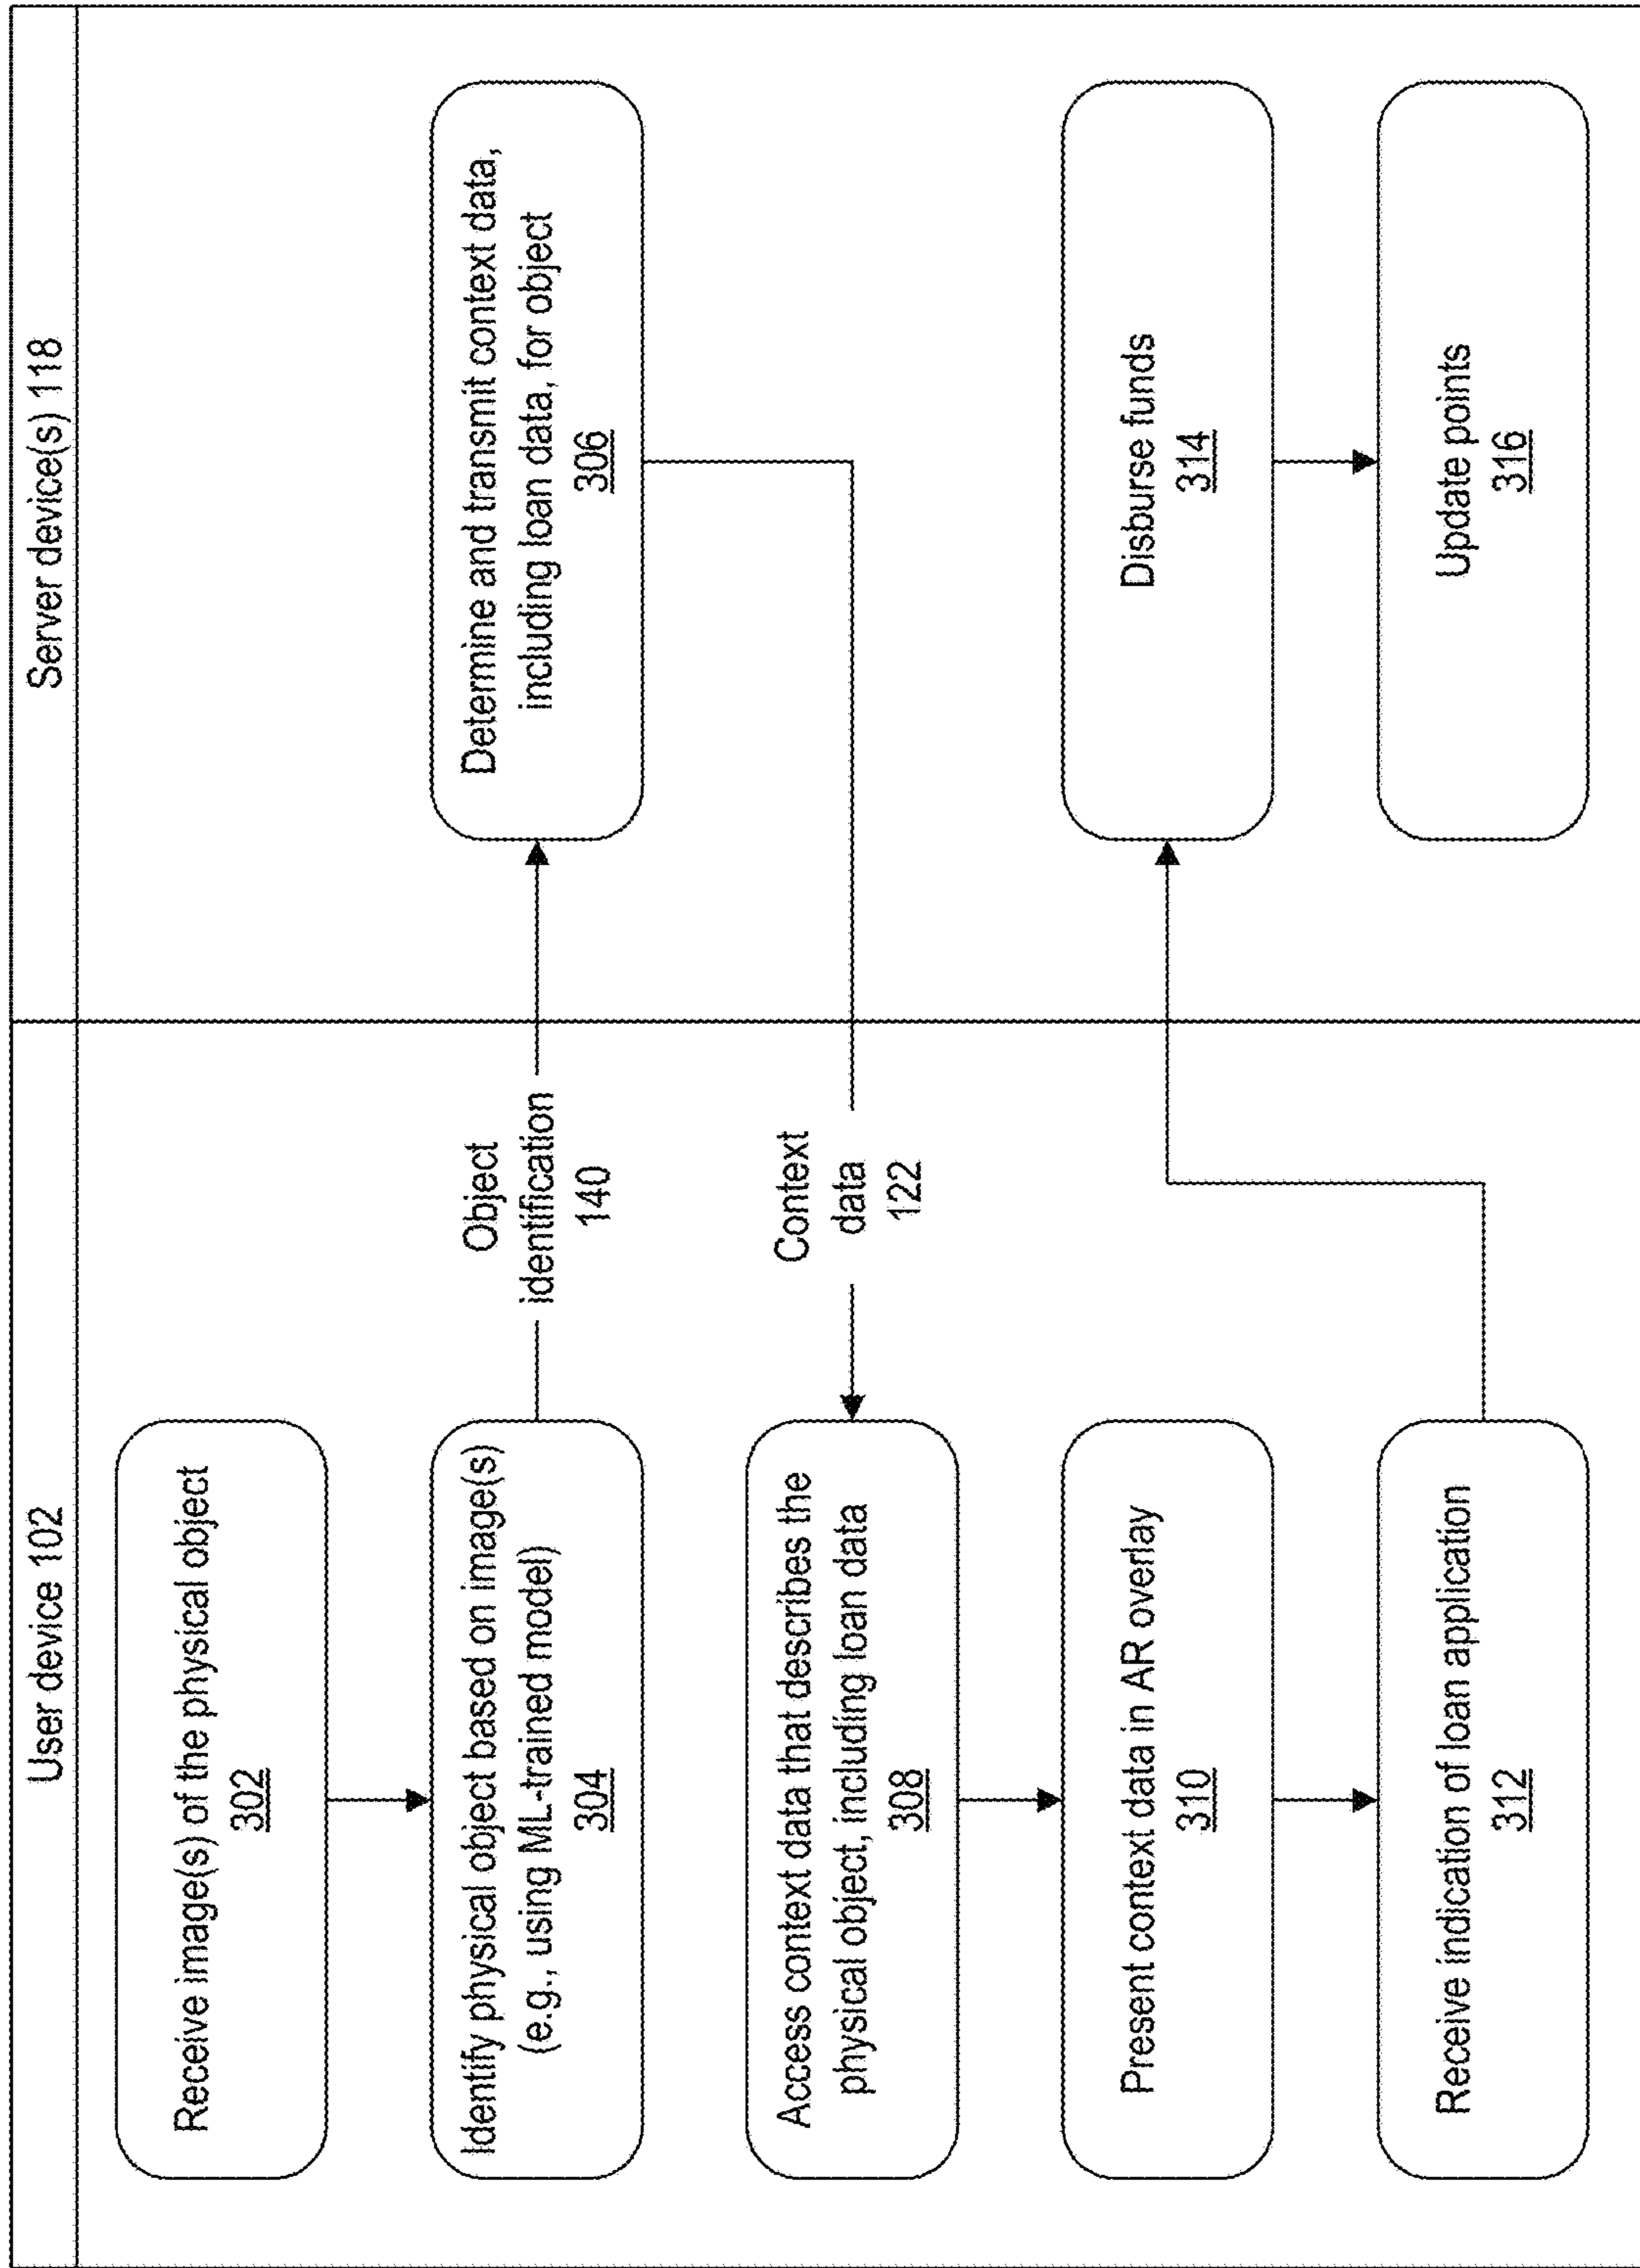 User device 102
Server device(s) 118
Receive image(s) of the physical object
302
Identify physical object based on image(s)
(e.g., using ML-trained model)
304
Object
identification
140
Determine and transmit context data,
including loan data, for object
306
Context
data
122
Access context data that describes the
physical object, including loan data
308
Present context data in AR overlay
310
Receive indication of loan application
312
Disburse funds
314
Update points
316